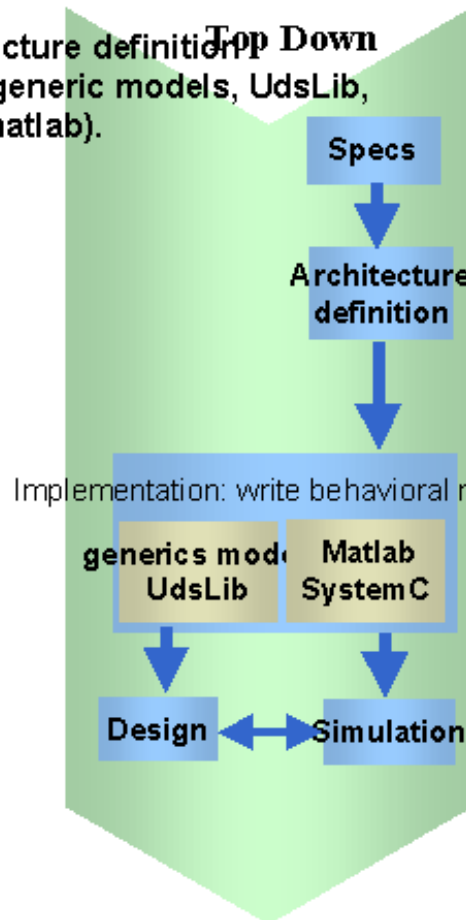 cture definition
Top Down
generic models, UdsLib,
matlab).
Specs
Architecture
definition
Implementation: write behavioral
generics mod
UdsLib
Matlab
SystemC
Design
Simulation